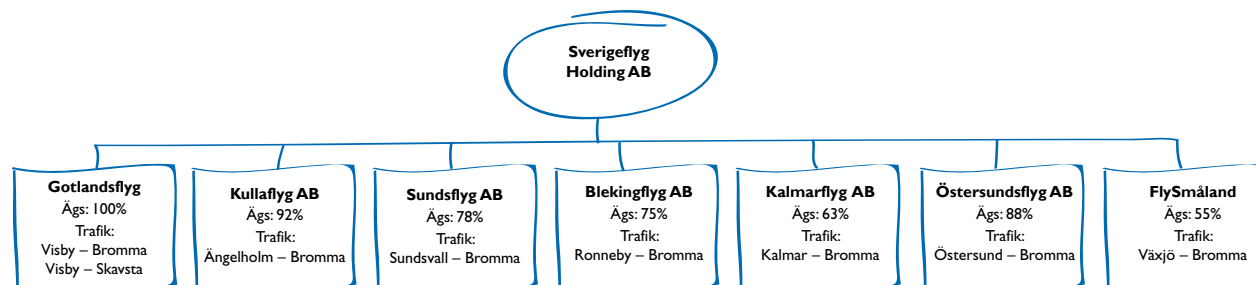 Sverigeflyg
Holding AB
Gotlandsflyg
Ägs: 100%
Trafik:
Visby – Bromma
Visby – Skavsta
Kullaflyg AB
Ägs: 92%
Trafik:
Ängelholm – Bromma
Sundsflyg AB
Ägs: 78%
Trafik:
Sundsvall – Bromma
Blekingflyg AB
Ägs: 75%
Trafik:
Ronneby – Bromma
Kalmarflyg AB
Ägs: 63%
Trafik:
Kalmar – Bromma
Östersundsflyg AB
Ägs: 88%
Trafik:
Östersund – Bromma
FlySmåland
Ägs: 55%
Trafik:
Växjö – Bromma